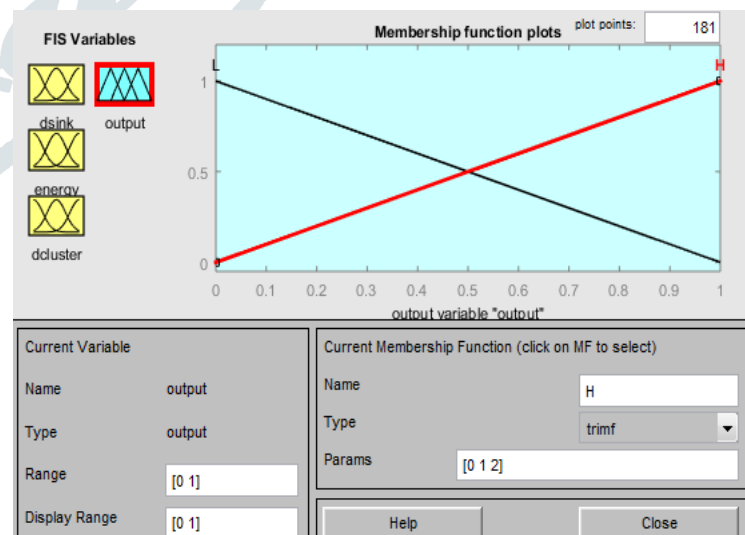 FIS Variables
Membership function plots
plot points:
181
dsink
output
energy
dcluster
L
H
1
0.5
0
0 0.1 0.2 0.3 0.4 0.5 0.6 0.7 0.8 0.9 1
output variable "output"
Current Variable
Name output
Type output
Range [0 1]
Display Range [0 1]
Current Membership Function (click on MF to select)
Name H
Type trimf
Params [0 1 2]
Help Close